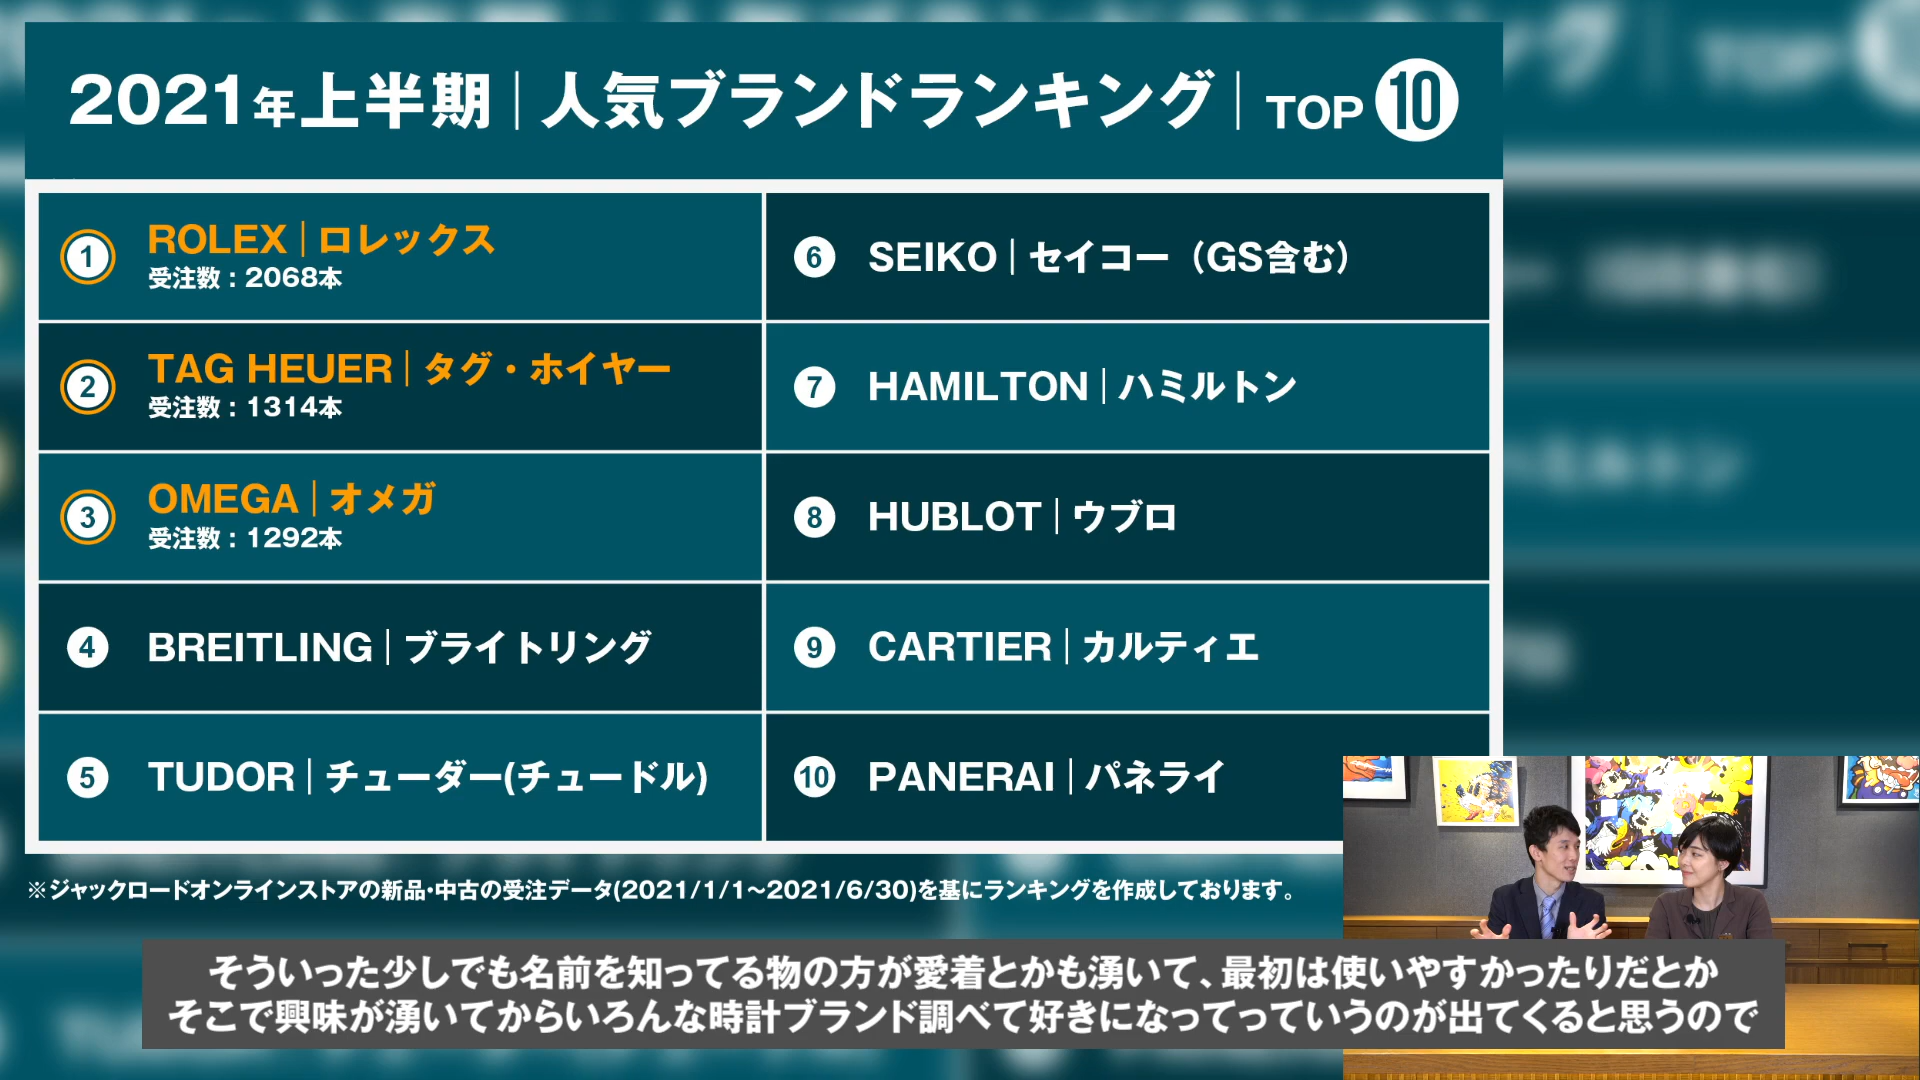 2021年上半期｜人気ブランドランキング｜TOP 10
1 ROLEX｜ロレックス
受注数：2068本
2 TAG HEUER｜タグ・ホイヤー
受注数：1314本
3 OMEGA｜オメガ
受注数：1292本
4 BREITLING｜ブライトリング
5 TUDOR｜チューダー(チュードル)
6 SEIKO｜セイコー（GS含む）
7 HAMILTON｜ハミルトン
8 HUBLOT｜ウブロ
9 CARTIER｜カルティエ
10 PANERAI｜パネライ
※ジャックロードオンラインストアの新品・中古の受注データ(2021/1/1～2021/6/30)を基にランキングを作成しております。
そういった少しでも名前を知ってる物の方が愛着とかも湧いて、最初は使いやすかったりだとか
そこで興味が湧いてからいろんな時計ブランド調べて好きになってっていうのが出てくると思うので